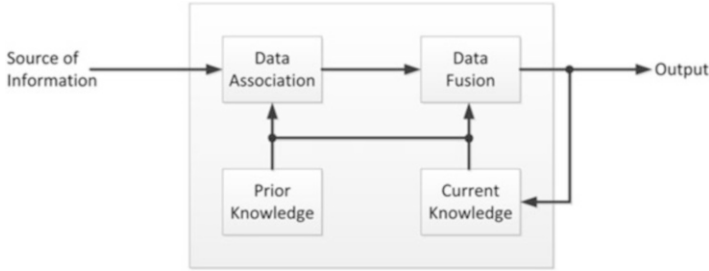 Source of
Information
Data
Association
Data
Fusion
Output
Prior
Knowledge
Current
Knowledge